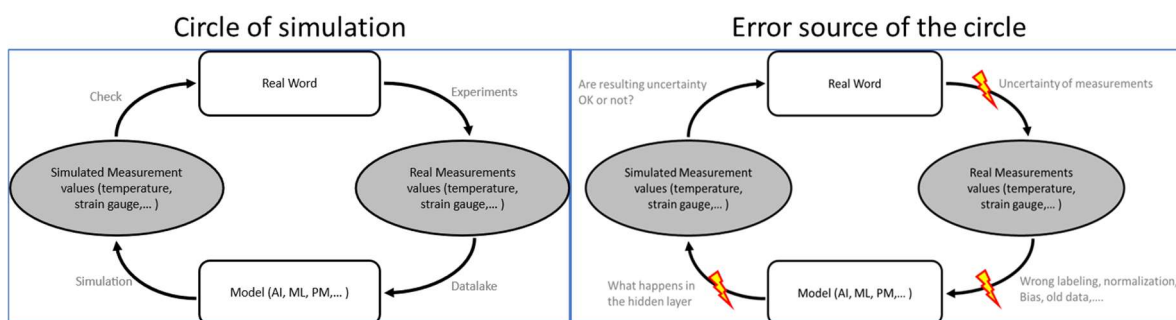 Circle of simulation
Real Word
Check
Experiments
Simulated Measurement
values (temperature,
strain gauge,... )
Real Measurements
values (temperature,
strain gauge,... )
Simulation
Model (AI, ML, PM,... )
Datalake
Error source of the circle
Are resulting uncertainty
OK or not?
Real Word
Uncertainty of measurements
Simulated Measurement
values (temperature,
strain gauge,... )
Real Measurements
values (temperature,
strain gauge,... )
What happens in
the hidden layer
Model (AI, ML, PM,... )
Wrong labeling, normalization,
Bias, old data,....